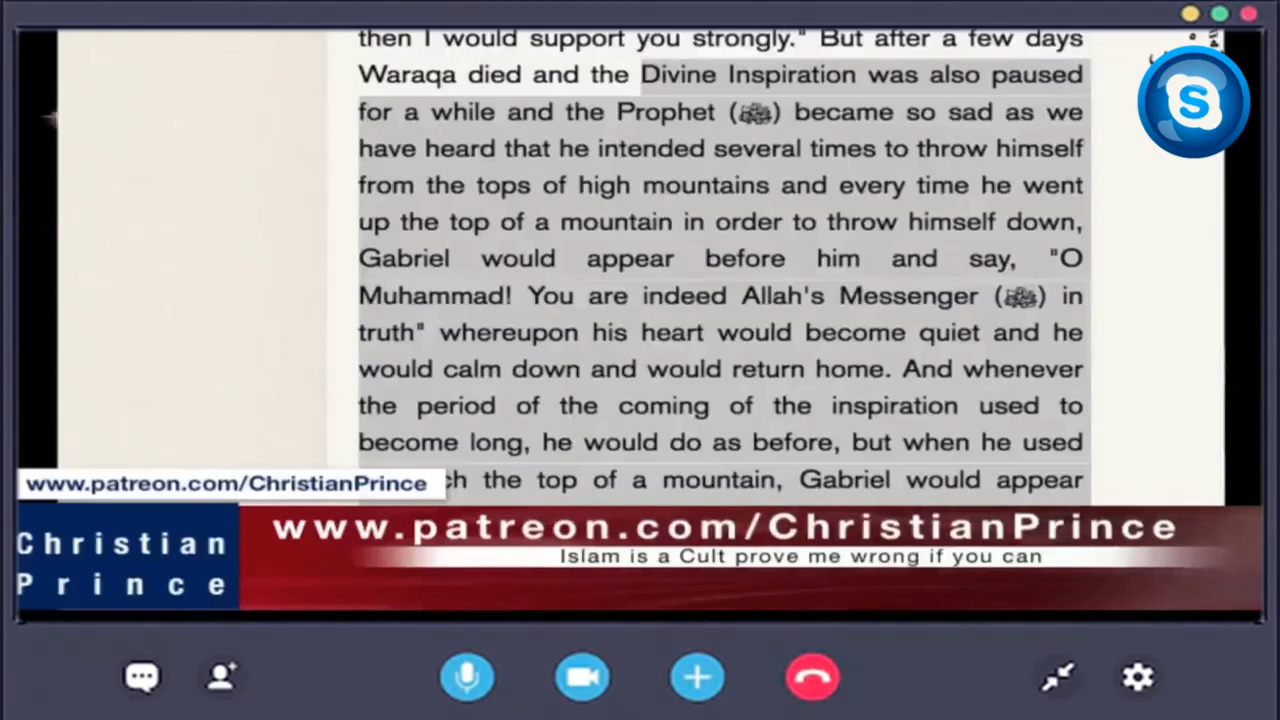 then I would support you strongly." But after a few days
Waraqa died and the Divine Inspiration was also paused
for a while and the Prophet (ﷺ) became so sad as we
have heard that he intended several times to throw himself
from the tops of high mountains and every time he went
up the top of a mountain in order to throw himself down,
Gabriel would appear before him and say, "O
Muhammad! You are indeed Allah's Messenger (ﷺ) in
truth" whereupon his heart would become quiet and he
would calm down and would return home. And whenever
the period of the coming of the inspiration used to
become long, he would do as before, but when he used
the top of a mountain, Gabriel would appear
www.patreon.com/ChristianPrince
Christian
Prince
www.patreon.com/ChristianPrince
Islam is a Cult prove me wrong if you can
S